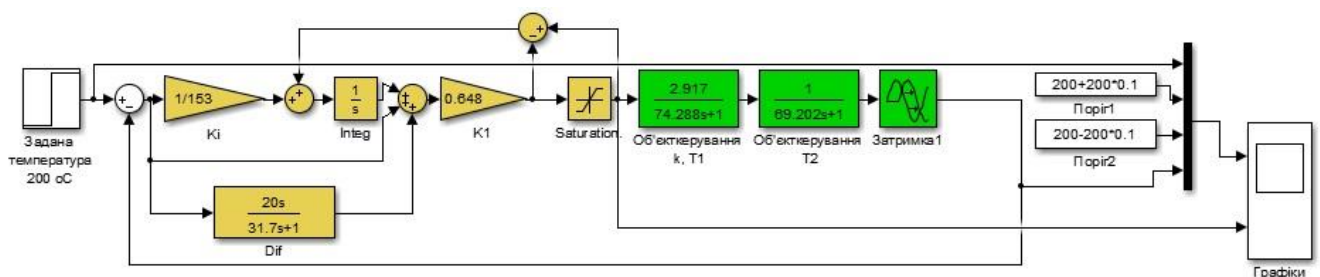 Задана
температура
200 оС
+
−
1/153
Ki
+
+
1
s
Integ
+
+
+
0.648
K1
−
+
Saturation.
2.917
74.288s+1
Об'єкткерування
k, T1
1
69.202s+1
Об'єкткерування
T2
Затримка1
20s
31.7s+1
Dif
200+200*0.1
Поріг1
200-200*0.1
Поріг2
Графіки